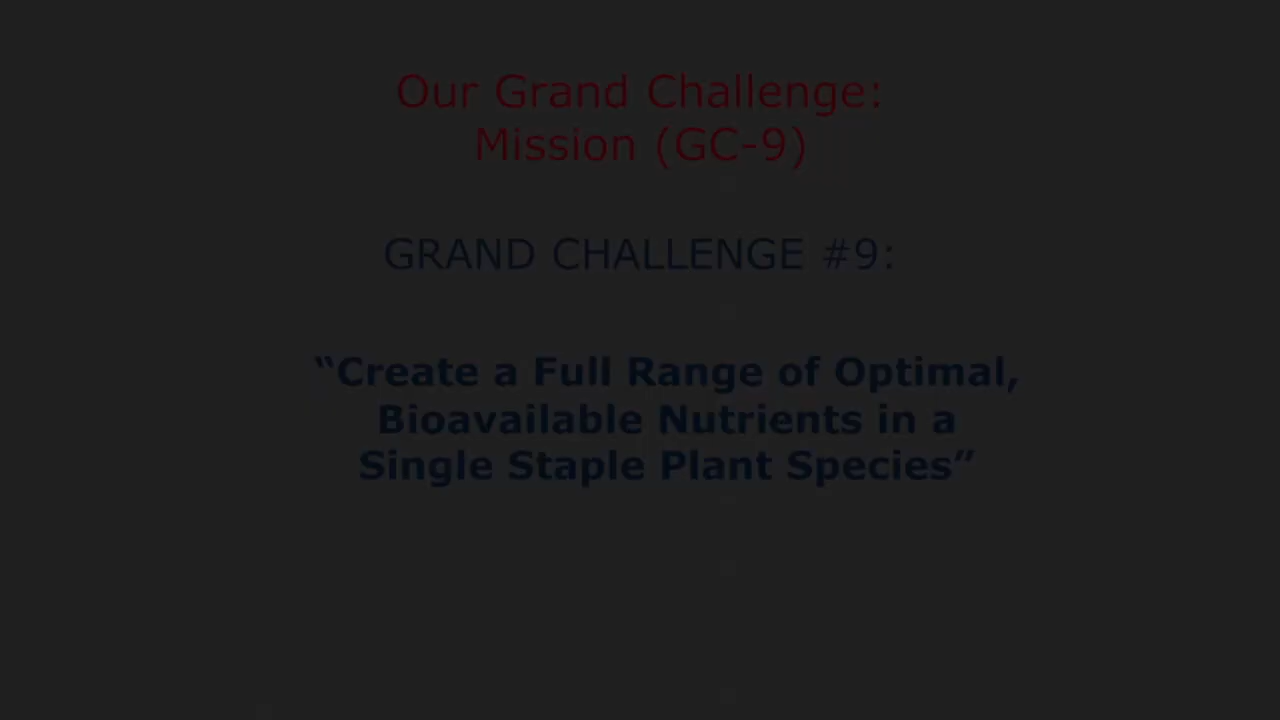 Our Grand Challenge:
Mission (GC-9)
GRAND CHALLENGE #9:
“Create a Full Range of Optimal,
Bioavailable Nutrients in a
Single Staple Plant Species”